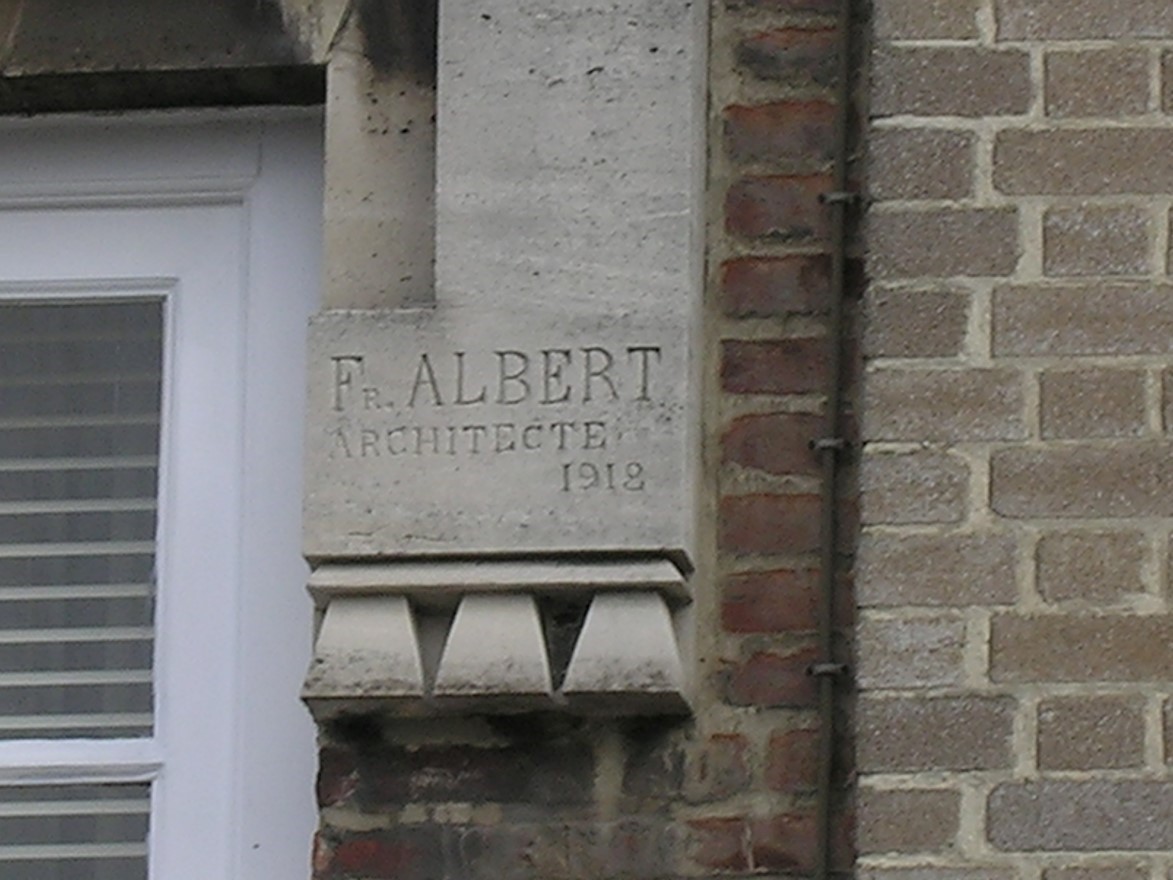 Fr. ALBERT
ARCHITECTE
1912